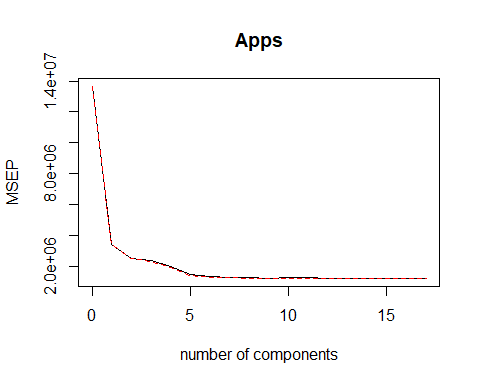 Apps
1.4e+07
8.0e+06
2.0e+06
MSEP
0 5 10 15
number of components